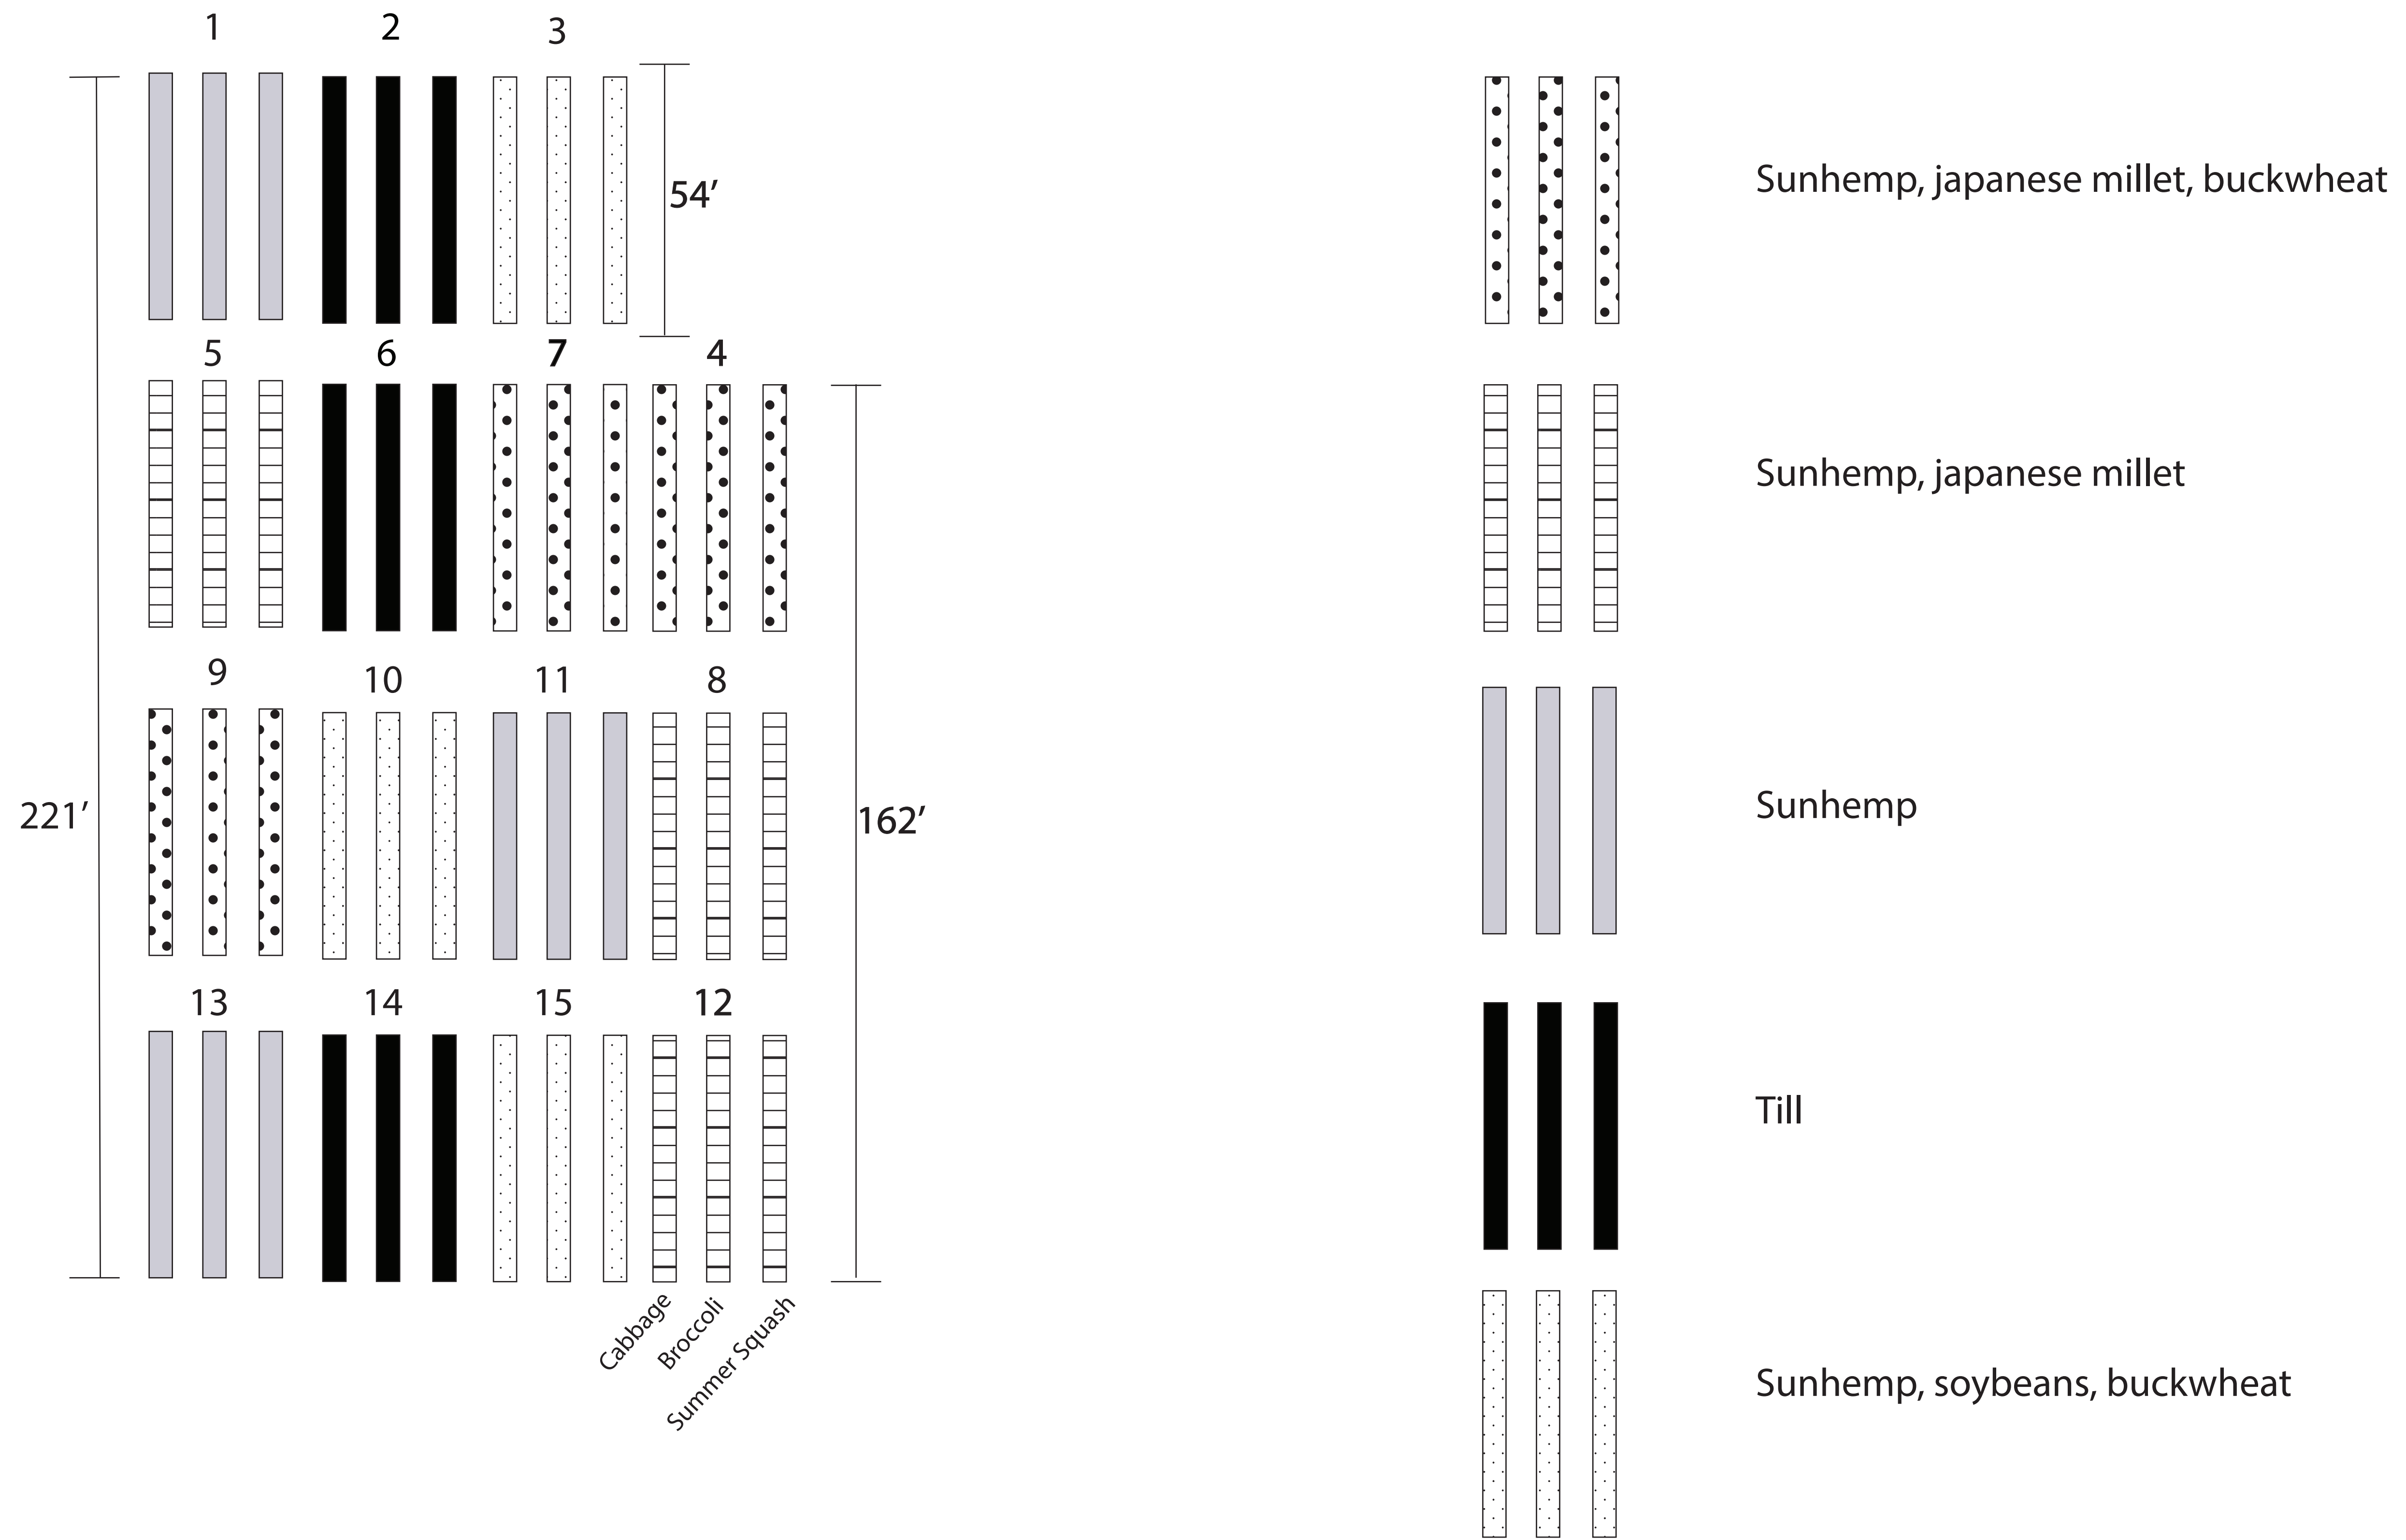 1
2
3
54′
5
6
7
4
9
10
11
8
221′
162′
13
14
15
12
Cabbage
Broccoli
Summer Squash
Sunhemp, japanese millet, buckwheat
Sunhemp, japanese millet
Sunhemp
Till
Sunhemp, soybeans, buckwheat